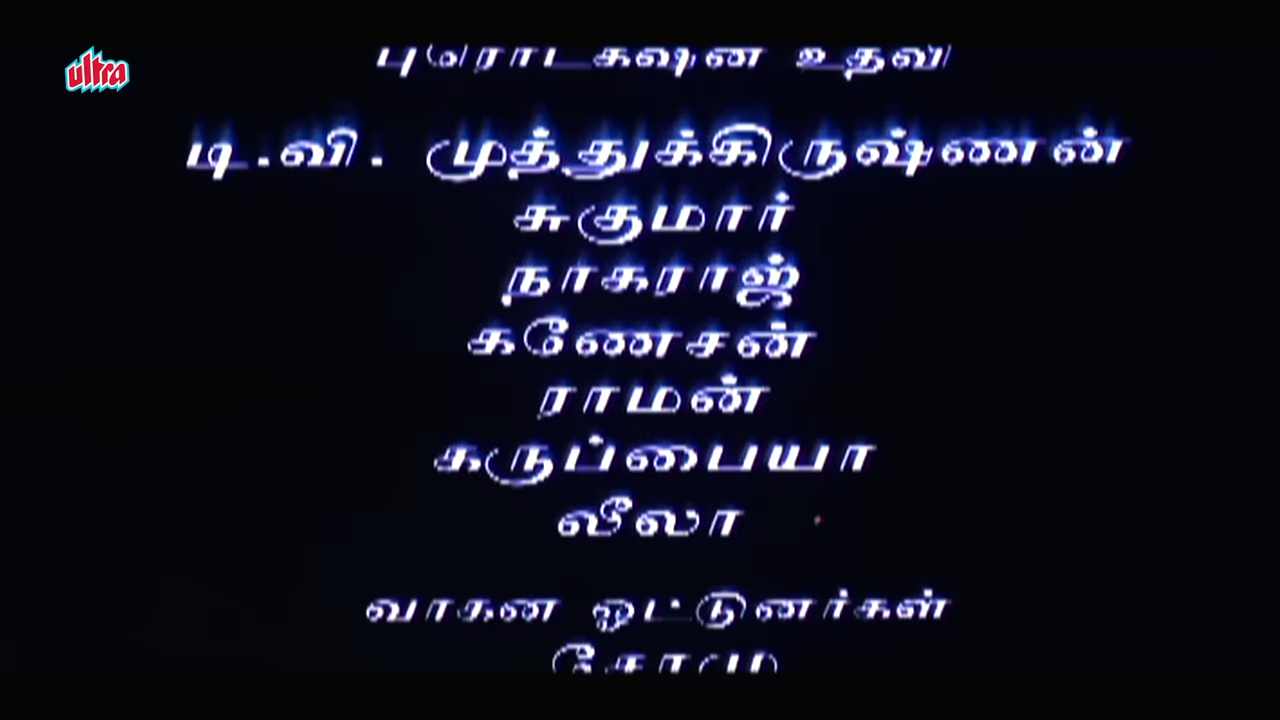 ultra
புரொடக்ஷன் உதவி
டி.வி. முத்துக்கிருஷ்ணன்
சுகுமார்
நாகராஜ்
கணேசன்
ராமன்
கருப்பையா
லீலா
வாகன ஓட்டுனர்கள்